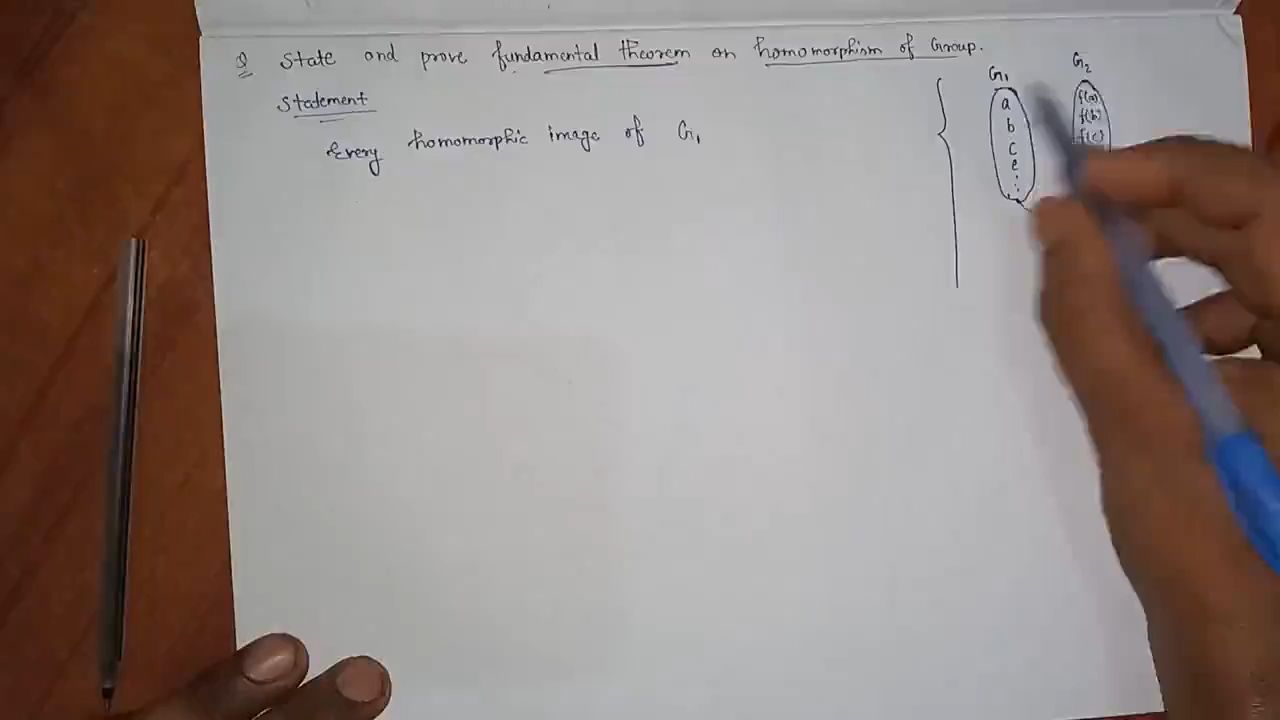 Q State and prove fundamental theorem on homomorphism of Group.
Statement
Every homomorphic image of G1
G1
a
b
c
e
⋮
G2
f(a)
f(b)
f(c)